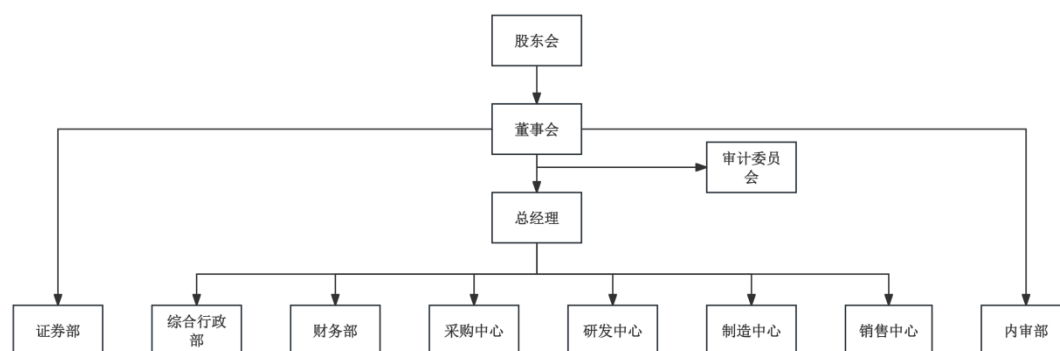 股东会
董事会
审计委员
会
总经理
证券部
综合行政
部
财务部
采购中心
研发中心
制造中心
销售中心
内审部